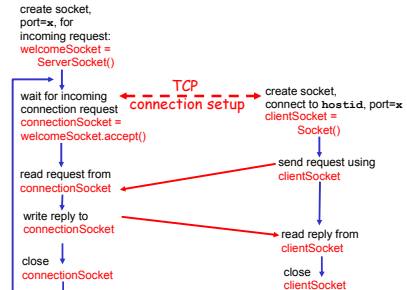 create socket,
port=x, for
incoming request:
welcomeSocket =
ServerSocket()
wait for incoming
connection request
connectionSocket =
welcomeSocket.accept()
TCP
connection setup
create socket,
connect to hostid, port=x
clientSocket =
Socket()
send request using
clientSocket
read request from
connectionSocket
write reply to
connectionSocket
read reply from
clientSocket
close
connectionSocket
close
clientSocket